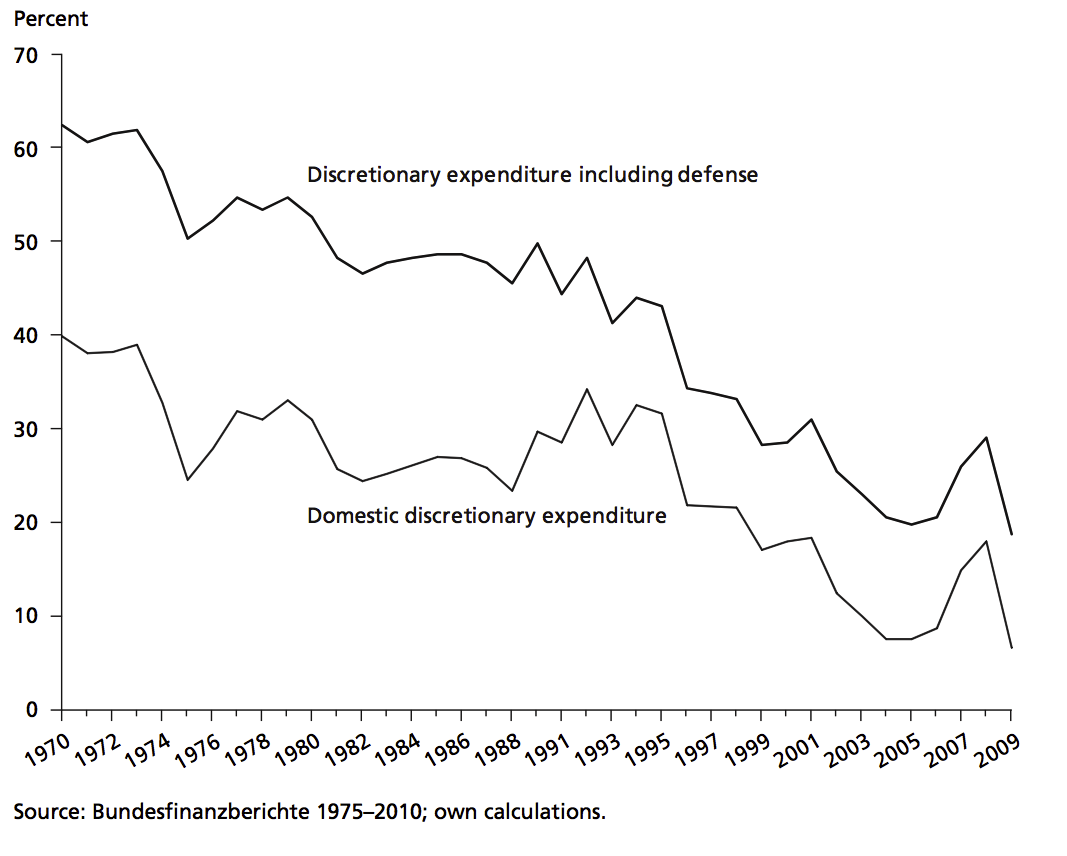 Percent
70
60
Discretionary expenditure including defense
50
40
30
20
Domestic discretionary expenditure
10
0
1970 1972 1974 1976 1978 1980 1982 1984 1986 1988 1991 1993 1995 1997 1999 2001 2003 2005 2007 2009
Source: Bundesfinanzberichte 1975–2010; own calculations.